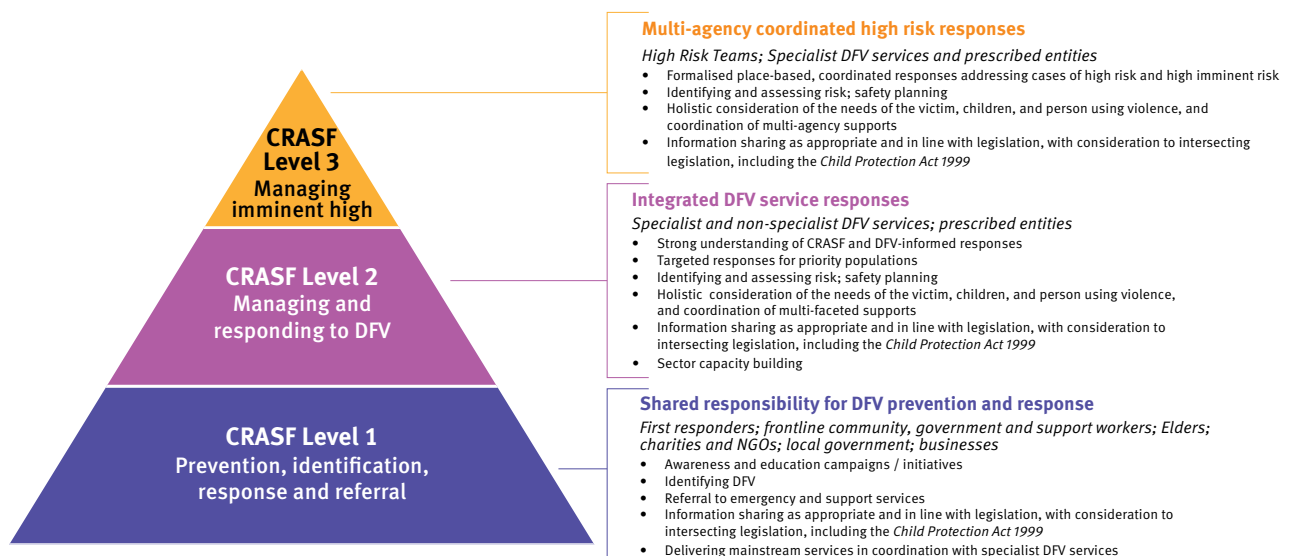 CRASF
Level 3
Managing
imminent high
Multi-agency coordinated high risk responses
High Risk Teams; Specialist DFV services and prescribed entities
• Formalised place-based, coordinated responses addressing cases of high risk and high imminent risk
• Identifying and assessing risk; safety planning
• Holistic consideration of the needs of the victim, children, and person using violence, and
coordination of multi-agency supports
• Information sharing as appropriate and in line with legislation, with consideration to intersecting
legislation, including the Child Protection Act 1999
CRASF Level 2
Managing and
responding to DFV
Integrated DFV service responses
Specialist and non-specialist DFV services; prescribed entities
• Strong understanding of CRASF and DFV-informed responses
• Targeted responses for priority populations
• Identifying and assessing risk; safety planning
• Holistic consideration of the needs of the victim, children, and person using violence,
and coordination of multi-faceted supports
• Information sharing as appropriate and in line with legislation, with consideration to
intersecting legislation, including the Child Protection Act 1999
• Sector capacity building
CRASF Level 1
Prevention, identification,
response and referral
Shared responsibility for DFV prevention and response
First responders; frontline community, government and support workers; Elders;
charities and NGOs; local government; businesses
• Awareness and education campaigns / initiatives
• Identifying DFV
• Referral to emergency and support services
• Information sharing as appropriate and in line with legislation, with consideration to
intersecting legislation, including the Child Protection Act 1999
• Delivering mainstream services in coordination with specialist DFV services